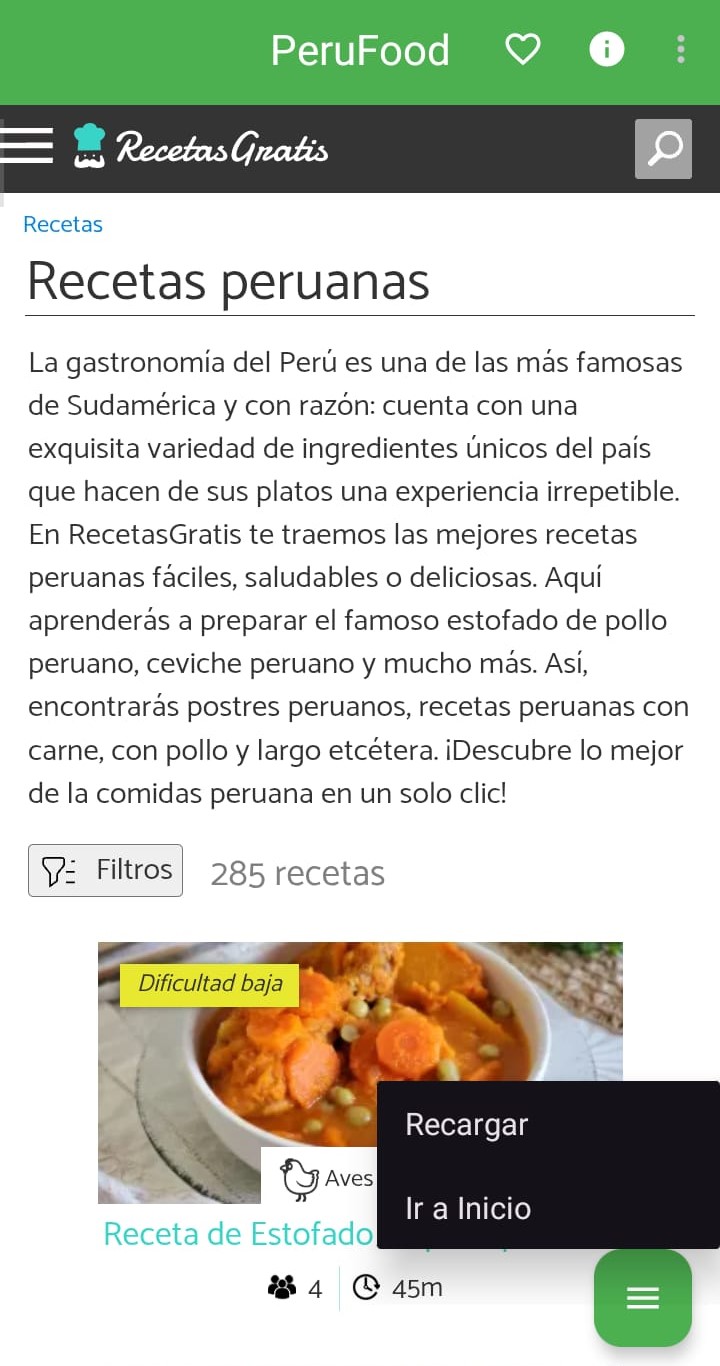 PeruFood
RecetasGratis
Recetas
Recetas peruanas
La gastronomía del Perú es una de las más famosas
de Sudamérica y con razón: cuenta con una
exquisita variedad de ingredientes únicos del país
que hacen de sus platos una experiencia irrepetible.
En RecetasGratis te traemos las mejores recetas
peruanas fáciles, saludables o deliciosas. Aquí
aprenderás a preparar el famoso estofado de pollo
peruano, ceviche peruano y mucho más. Así,
encontrarás postres peruanos, recetas peruanas con
carne, con pollo y largo etcétera. ¡Descubre lo mejor
de la comidas peruana en un solo clic!
Filtros
285 recetas
Dificultad baja
Recargar
Aves
Ir a Inicio
Receta de Estofado
4
45m